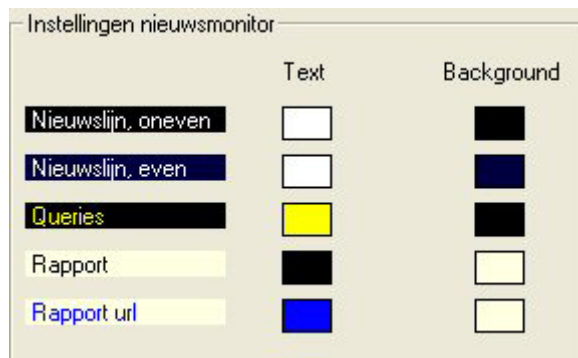 Instellingen nieuwsmonitor
Text Background
Nieuwslijn, oneven
Nieuwslijn, even
Queries
Rapport
Rapport url